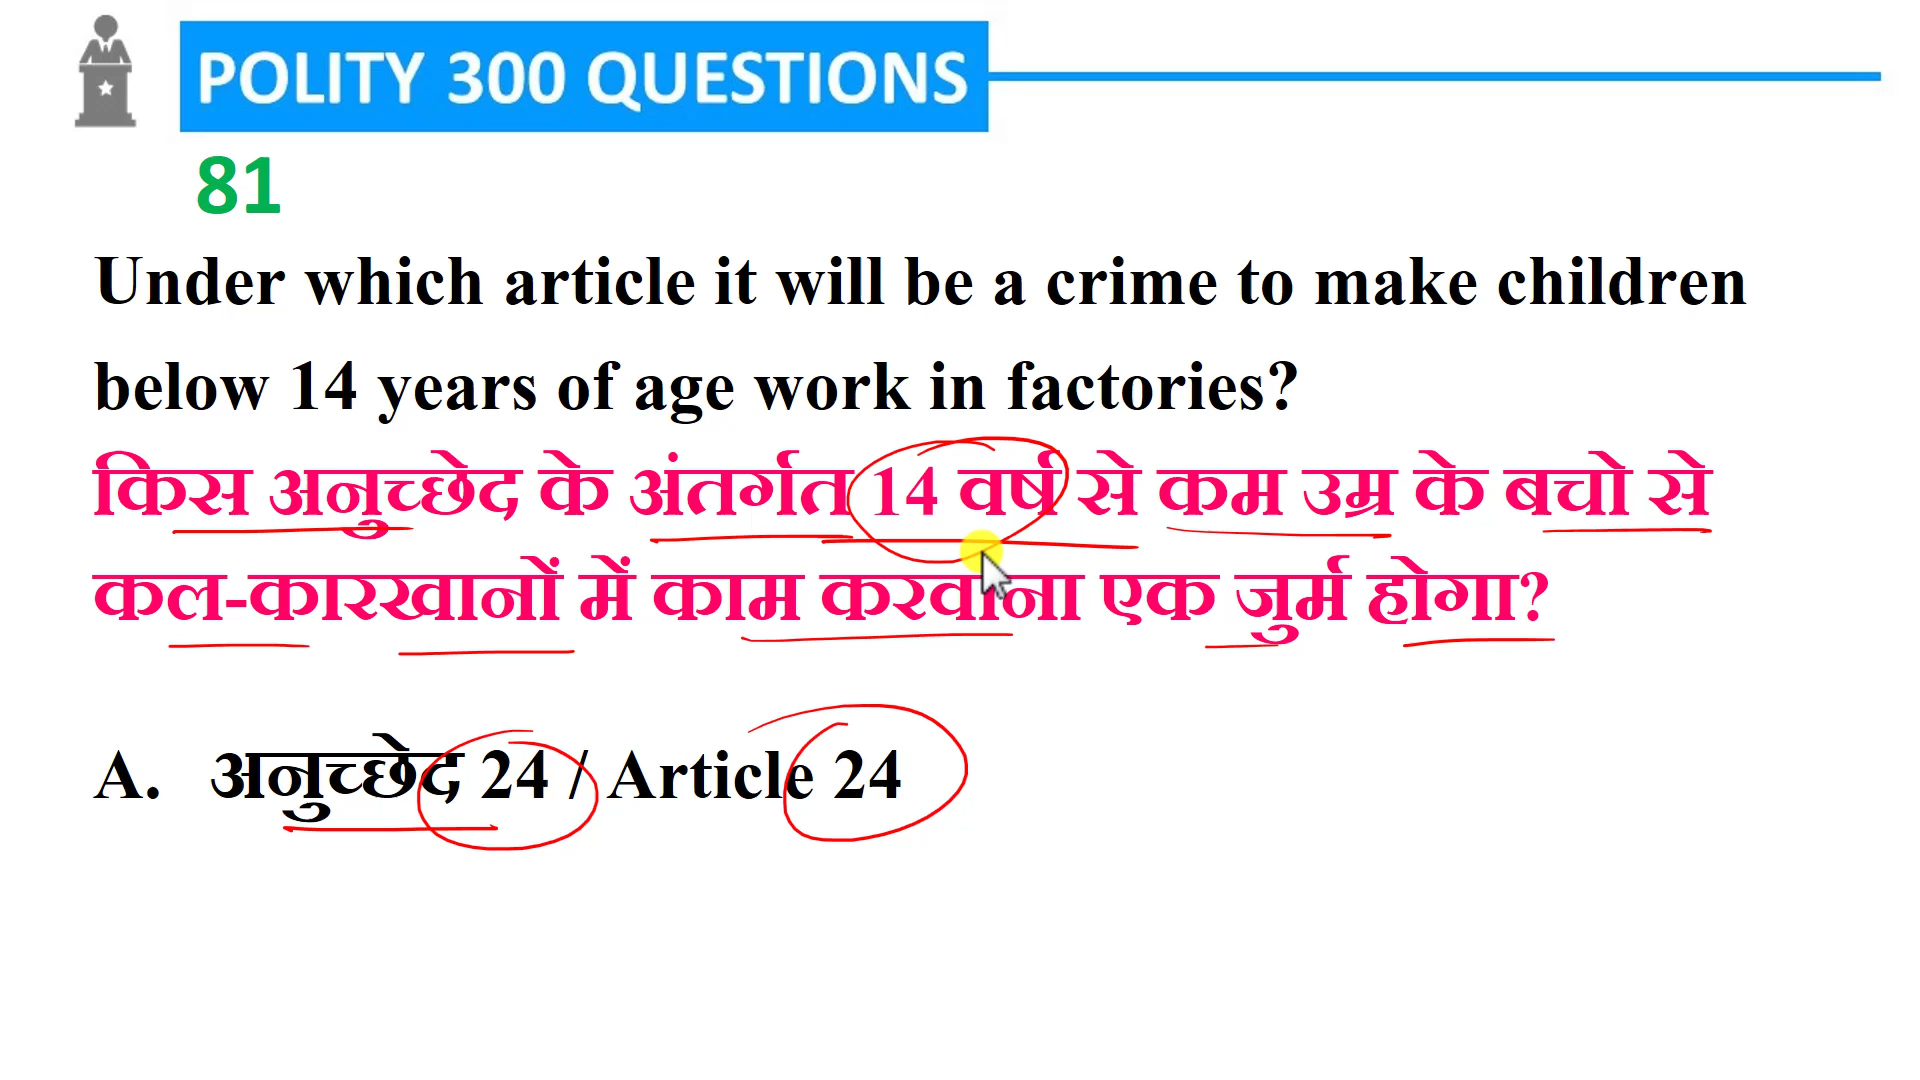 POLITY 300 QUESTIONS
81
Under which article it will be a crime to make children
below 14 years of age work in factories?
किस अनुच्छेद के अंतर्गत 14 वर्ष से कम उम्र के बचो से
कल-कारखानों में काम करवाना एक जुर्म होगा?
A. अनुच्छेद 24 / Article 24